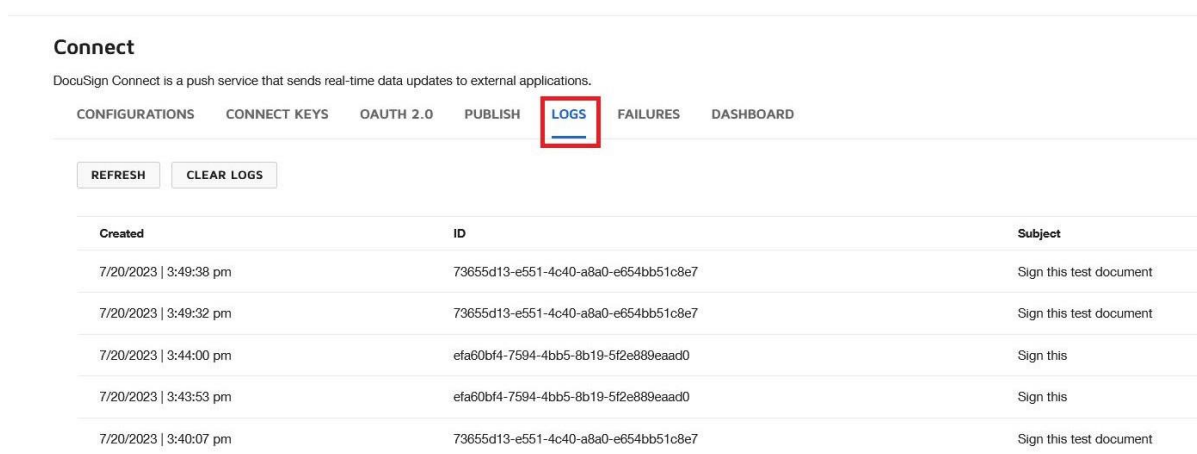 Connect
DocuSign Connect is a push service that sends real-time data updates to external applications.
CONFIGURATIONS CONNECT KEYS OAUTH 2.0 PUBLISH LOGS FAILURES DASHBOARD
REFRESH CLEAR LOGS
Created ID Subject
7/20/2023 | 3:49:38 pm 73655d13-e551-4c40-a8a0-e654bb51c8e7 Sign this test document
7/20/2023 | 3:49:32 pm 73655d13-e551-4c40-a8a0-e654bb51c8e7 Sign this test document
7/20/2023 | 3:44:00 pm efa60bf4-7594-4bb5-8b19-5f2e889eaad0 Sign this
7/20/2023 | 3:43:53 pm efa60bf4-7594-4bb5-8b19-5f2e889eaad0 Sign this
7/20/2023 | 3:40:07 pm 73655d13-e551-4c40-a8a0-e654bb51c8e7 Sign this test document